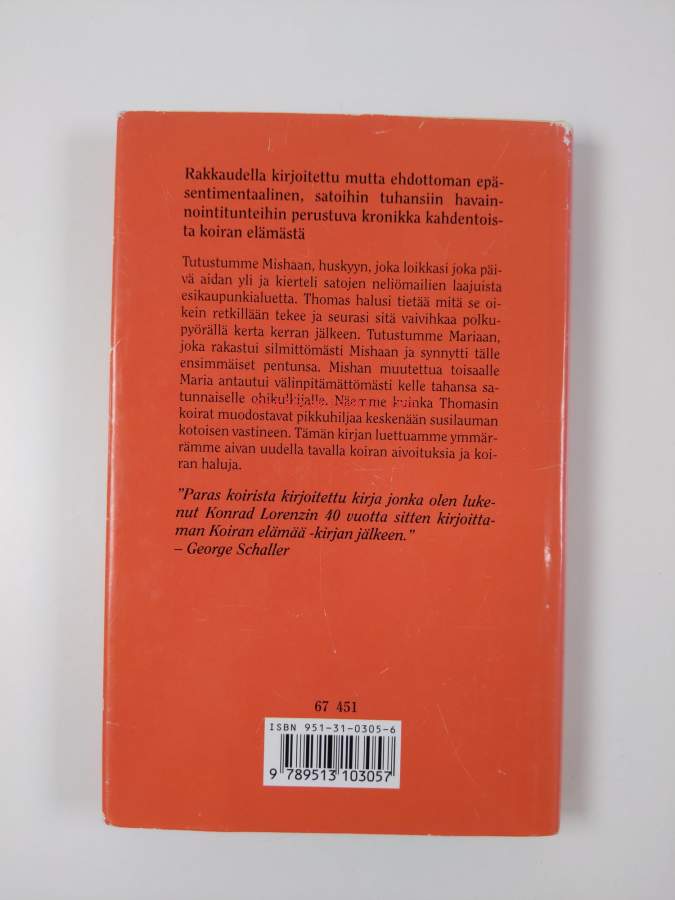 Rakkaudella kirjoitettu mutta ehdottoman epä-
sentimentaalinen, satoihin tuhansiin havain-
nointitunteihin perustuva kronikka kahdentois-
ta koiran elämästä
Tutustumme Mishaan, huskyyn, joka loikkasi joka päi-
vä aidan yli ja kierteli satojen neliömailien laajuista
esikaupunkialuetta. Thomas halusi tietää mitä se oi-
kein retkillään tekee ja seurasi sitä vaivihkaa polku-
pyörällä kerta kerran jälkeen. Tutustumme Mariaan,
joka rakastui silmittömästi Mishaan ja synnytti tälle
ensimmäiset pentunsa. Mishan muutettua toisaalle
Maria antautui välinpitämättömästi kelle tahansa sa-
tunnaiselle ohikulkijalle. Näemme kuinka Thomasin
koirat muodostavat pikkuhiljaa keskenään susilauman
kotoisen vastineen. Tämän kirjan luettuamme ymmär-
rämme aivan uudella tavalla koiran aivoituksia ja koi-
ran haluja.
"Paras koirista kirjoitettu kirja jonka olen luke-
nut Konrad Lorenzin 40 vuotta sitten kirjoitta-
man Koiran elämää -kirjan jälkeen."
– George Schaller
67 451
ISBN 951-31-0305-6
9 789513 103057